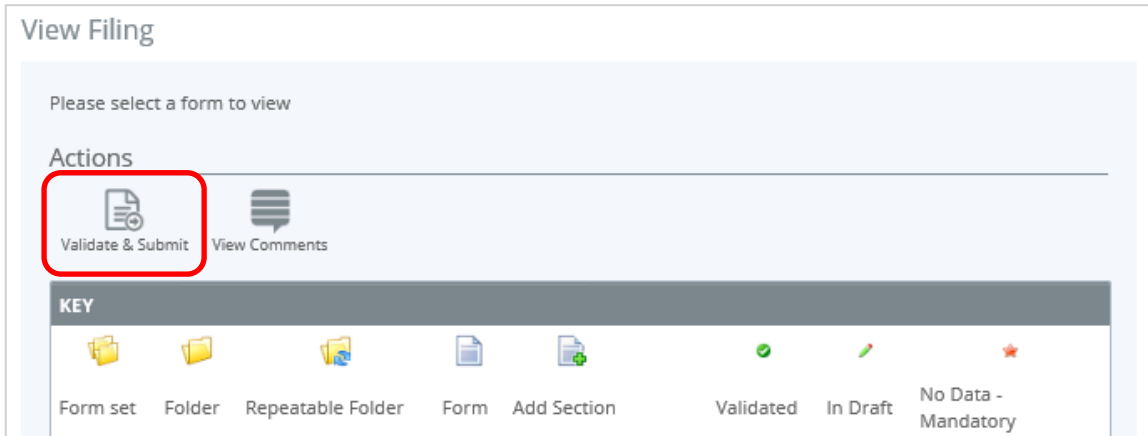 View Filing
Please select a form to view
Actions
Validate & Submit View Comments
KEY
Form set Folder Repeatable Folder Form Add Section Validated In Draft No Data -
Mandatory